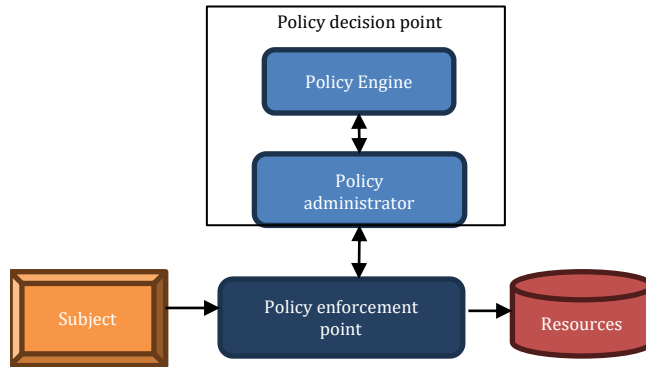 Policy decision point
Policy Engine
Policy
administrator
Subject
Policy enforcement
point
Resources